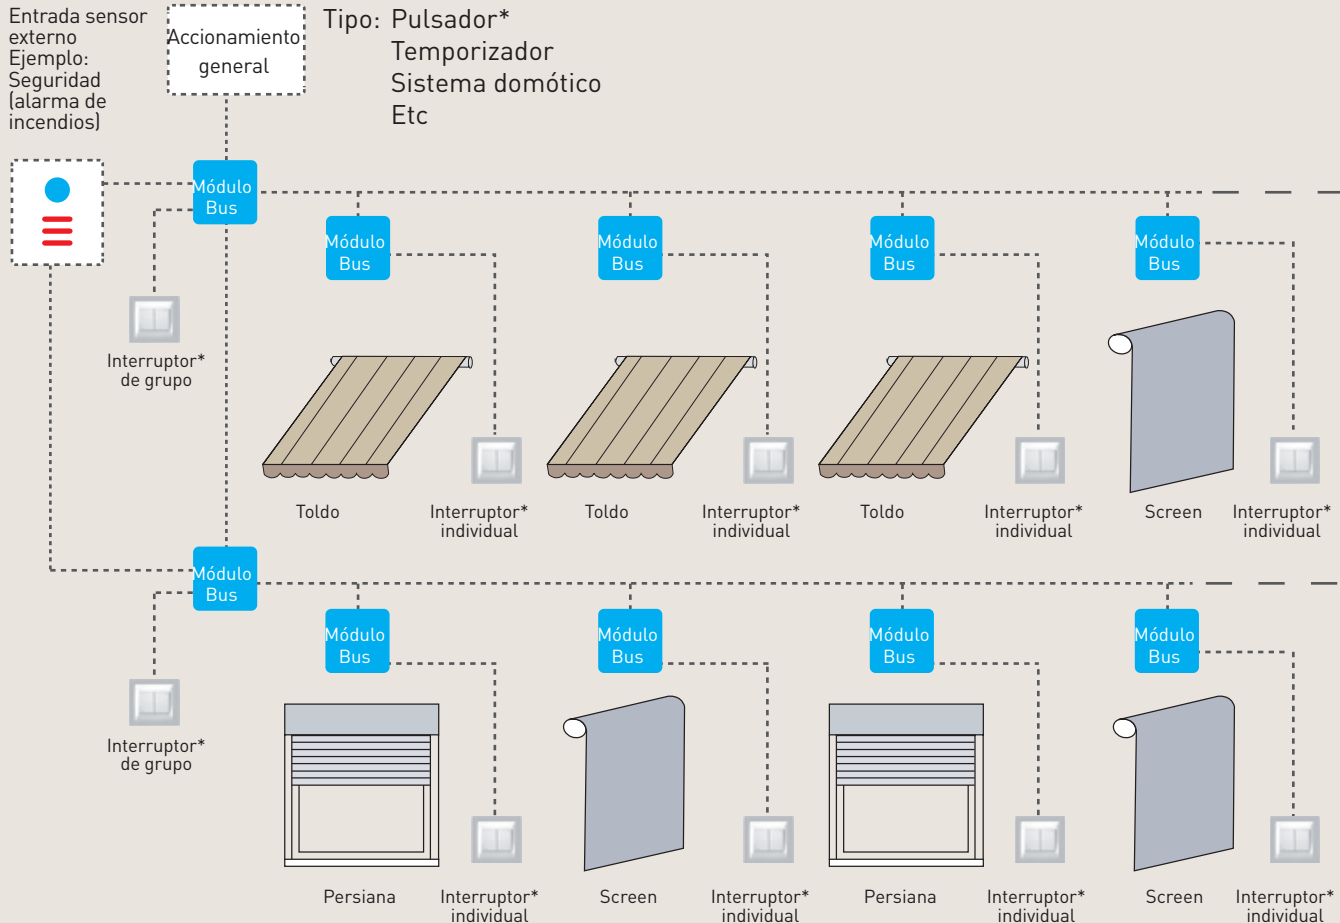 Entrada sensor
externo
Ejemplo:
Seguridad
(alarma de
incendios)
Accionamiento
general
Tipo: Pulsador*
Temporizador
Sistema domótico
Etc
Módulo
Bus
Módulo
Bus
Módulo
Bus
Módulo
Bus
Módulo
Bus
Interruptor*
de grupo
Toldo
Interruptor*
individual
Toldo
Interruptor*
individual
Toldo
Interruptor*
individual
Screen
Interruptor*
individual
Módulo
Bus
Módulo
Bus
Módulo
Bus
Módulo
Bus
Módulo
Bus
Interruptor*
de grupo
Persiana
Interruptor*
individual
Screen
Interruptor*
individual
Persiana
Interruptor*
individual
Screen
Interruptor*
individual